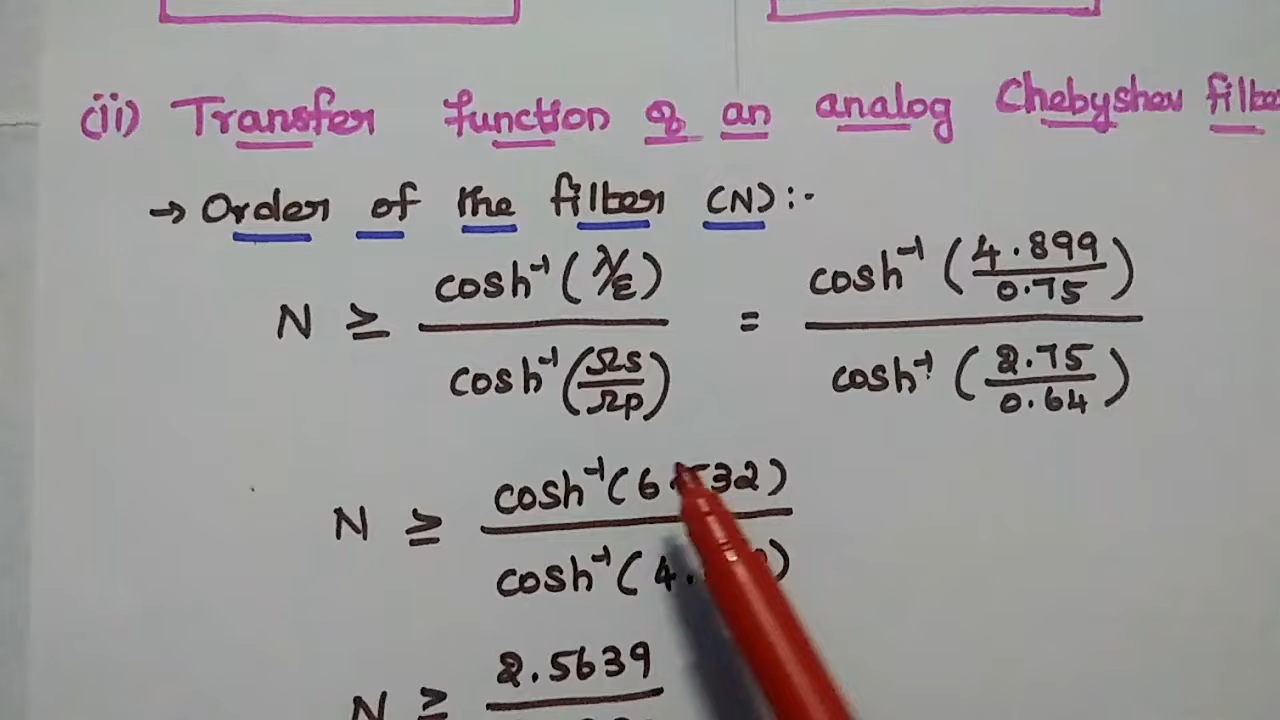 (ii) Transfer function of an analog Chebyshev filter
→ Order of the filter (N):-
N ≥ cosh⁻¹(λ/ε) / cosh⁻¹(Ωs/Ωp) = cosh⁻¹(4.899/0.75) / cosh⁻¹(2.75/0.64)
N ≥ cosh⁻¹(6.532) / cosh⁻¹(4.
N ≥ 2.5639